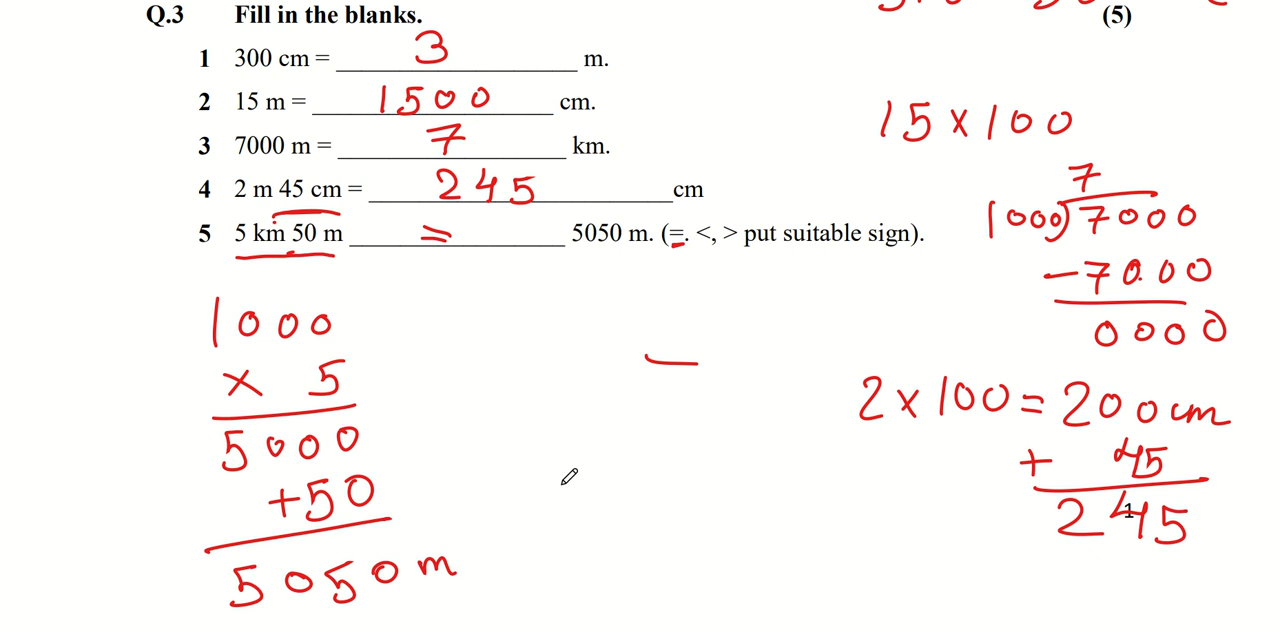 Q.3 Fill in the blanks. (5)
1 300 cm = 3 m.
2 15 m = 1500 cm.
3 7000 m = 7 km.
4 2 m 45 cm = 245 cm
5 5 km 50 m = 5050 m. (=. <, > put suitable sign).
15 x 100
7
1000)7000
-7000
0000
1000
x 5
5000
+50
5050 m
2 x 100 = 200 cm
+ 45
245